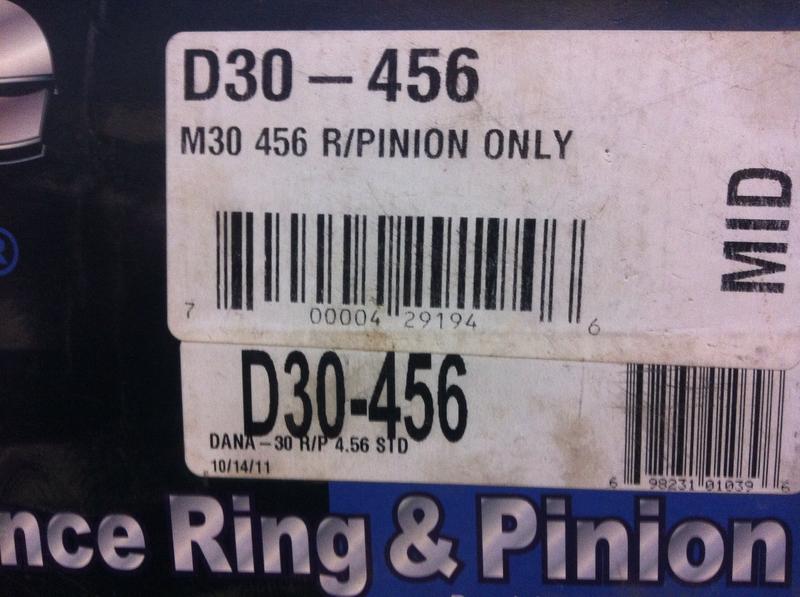 D30 – 456
M30 456 R/PINION ONLY
MID
7 00004 29194 6
D30-456
DANA – 30 R/P 4.56 STD
10/14/11
6 98231 01039 6
®
nce Ring & Pinion